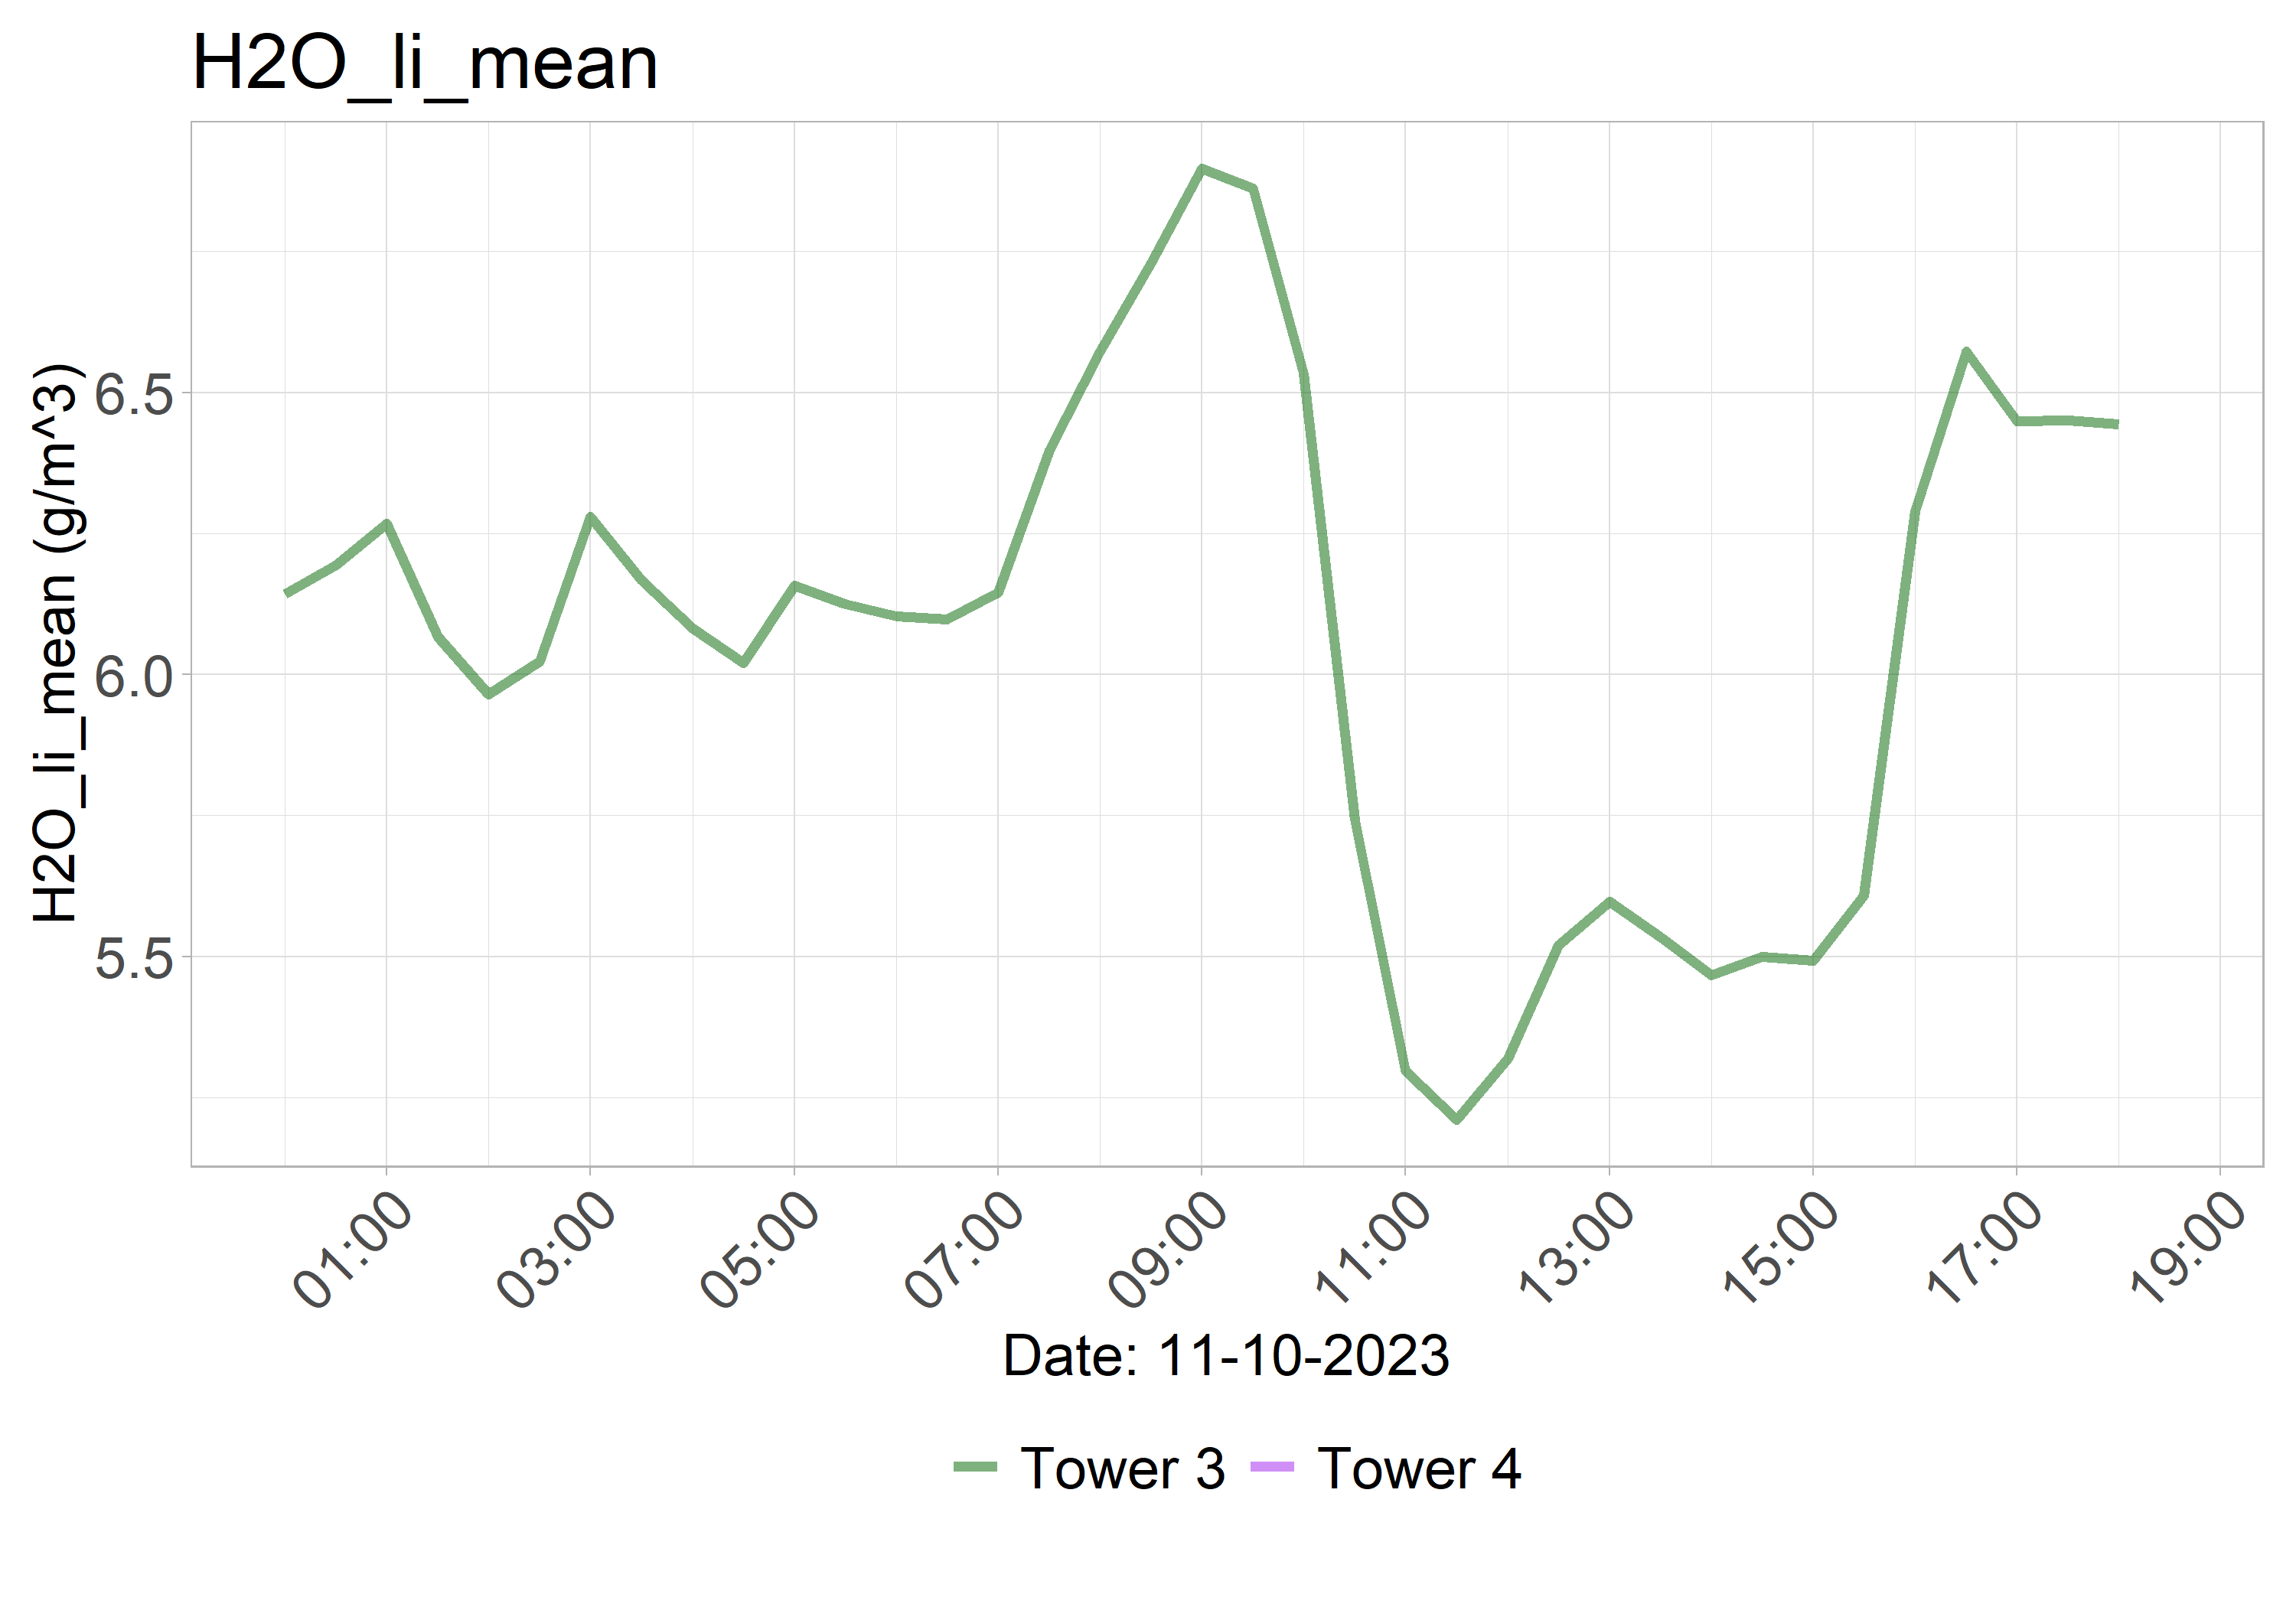 H2O_li_mean
H2O_li_mean (g/m^3)
6.5
6.0
5.5
01:00 03:00 05:00 07:00 09:00 11:00 13:00 15:00 17:00 19:00
Date: 11-10-2023
Tower 3 Tower 4